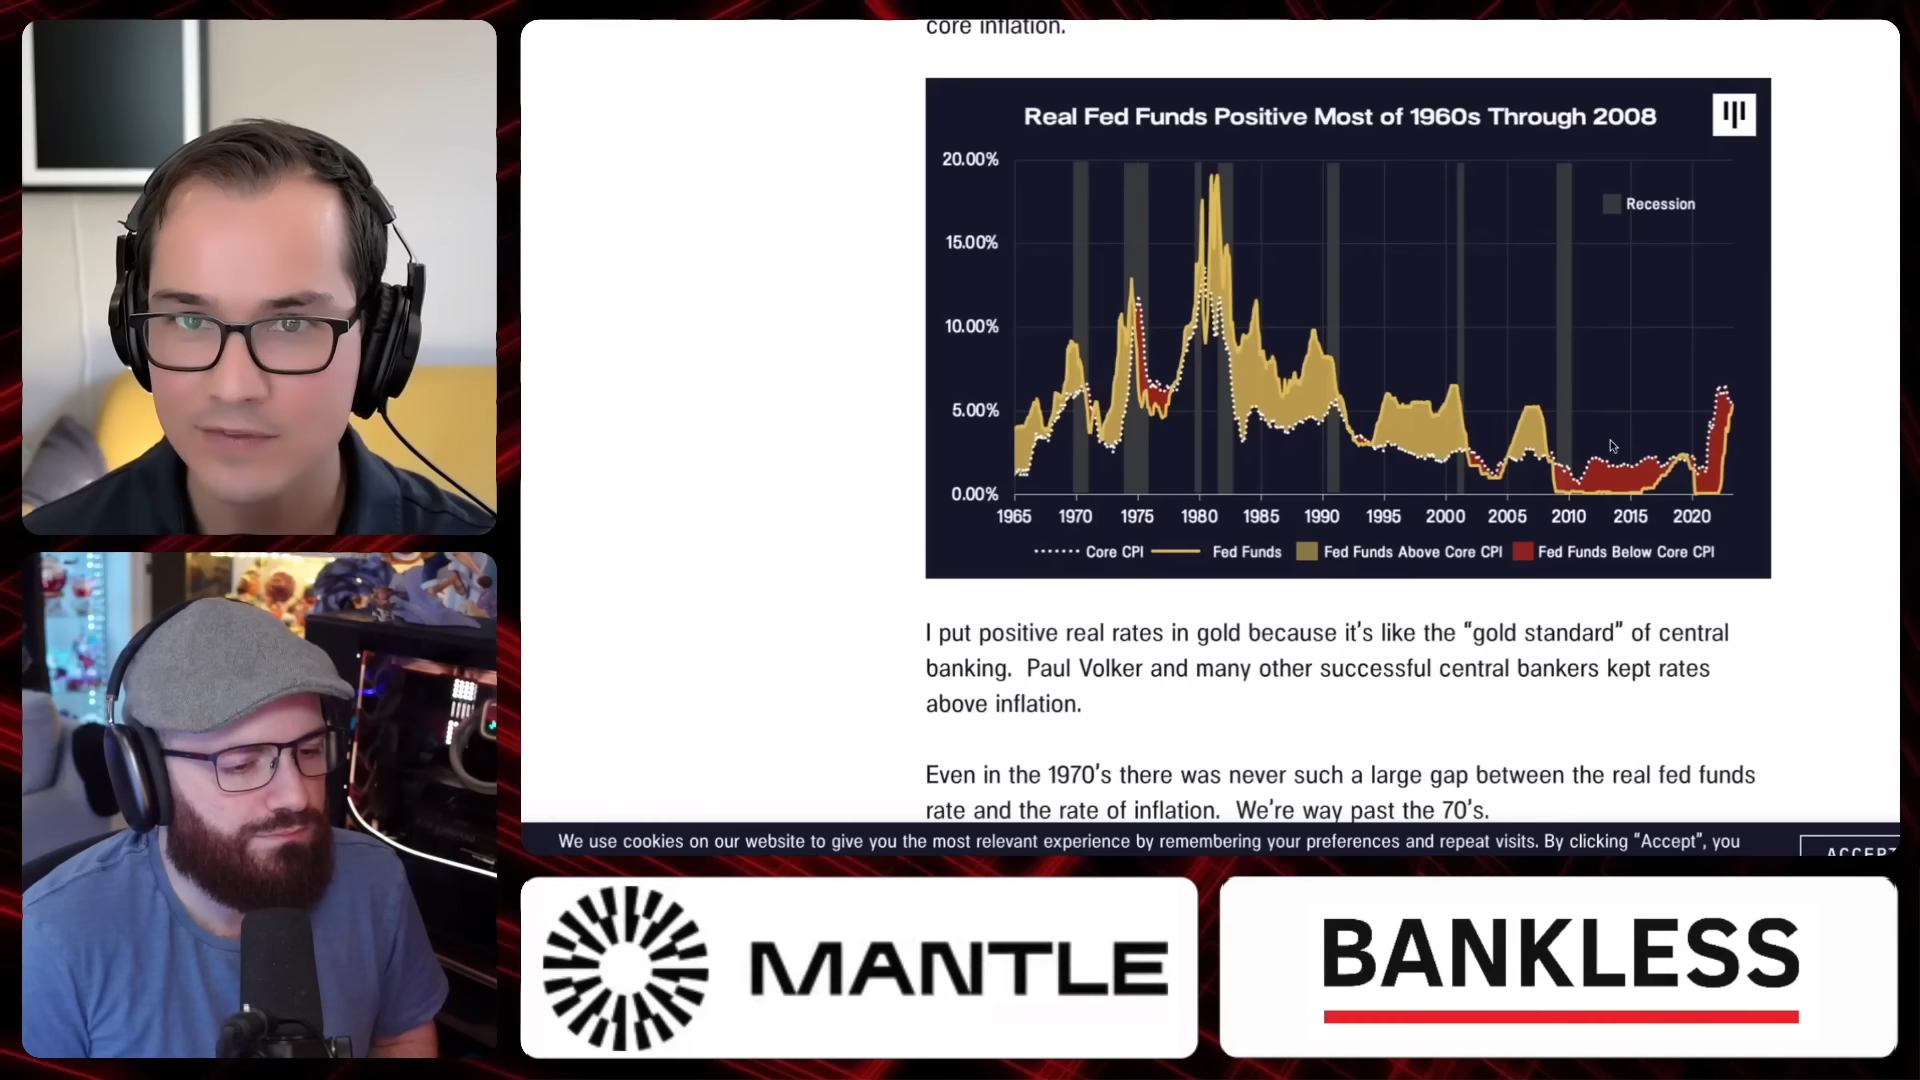 core inflation.
Real Fed Funds Positive Most of 1960s Through 2008
20.00%
15.00%
10.00%
5.00%
0.00%
Recession
1965 1970 1975 1980 1985 1990 1995 2000 2005 2010 2015 2020
Core CPI Fed Funds Fed Funds Above Core CPI Fed Funds Below Core CPI
I put positive real rates in gold because it's like the “gold standard” of central
banking. Paul Volker and many other successful central bankers kept rates
above inflation.
Even in the 1970's there was never such a large gap between the real fed funds
rate and the rate of inflation. We're way past the 70's.
We use cookies on our website to give you the most relevant experience by remembering your preferences and repeat visits. By clicking “Accept”, you
ACCEPT
MANTLE
BANKLESS